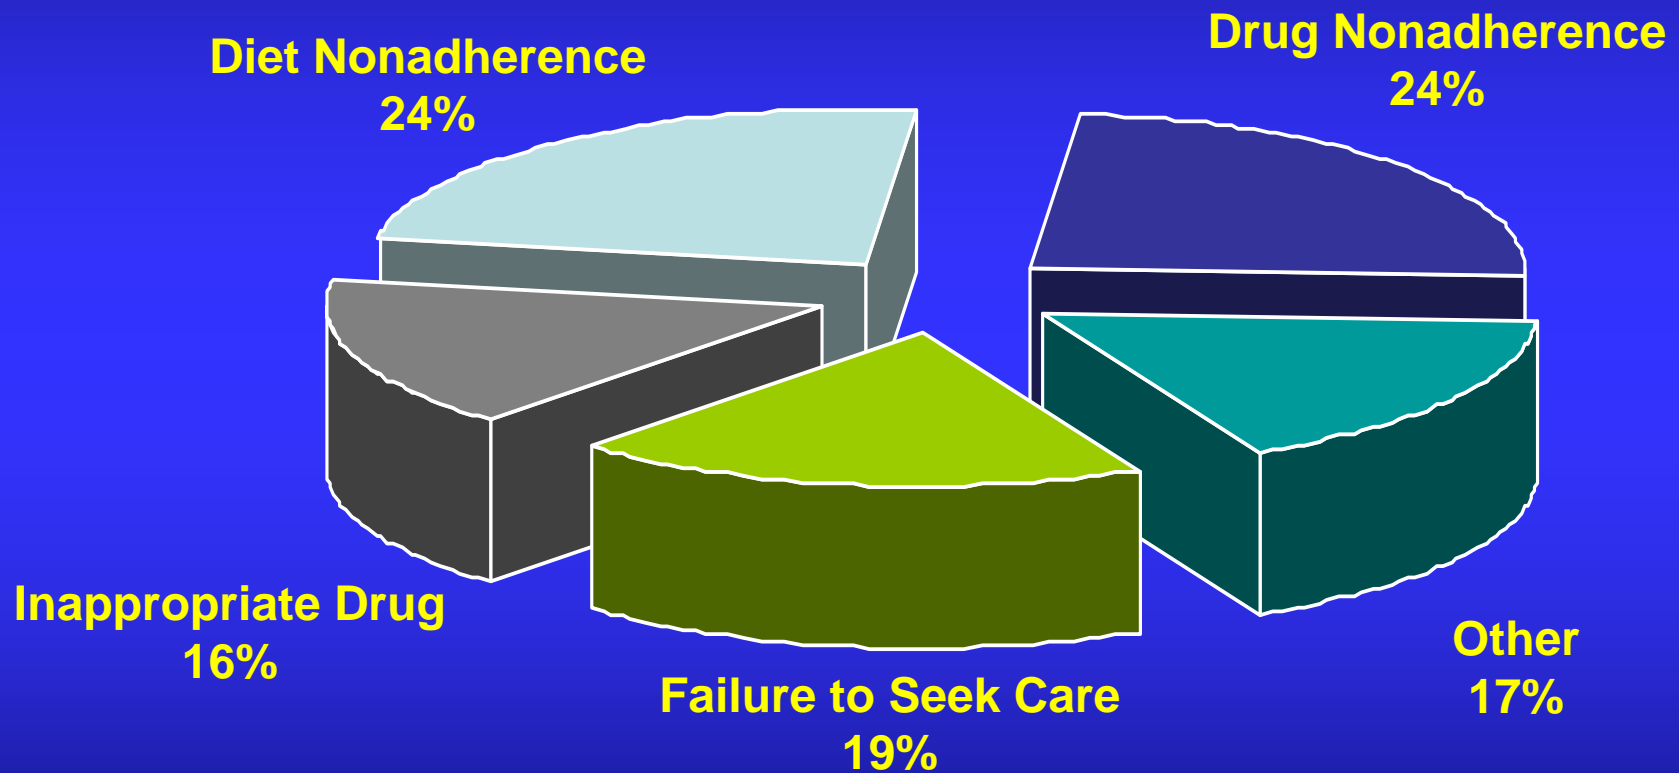 Diet Nonadherence
24%
Drug Nonadherence
24%
Inappropriate Drug
16%
Failure to Seek Care
19%
Other
17%